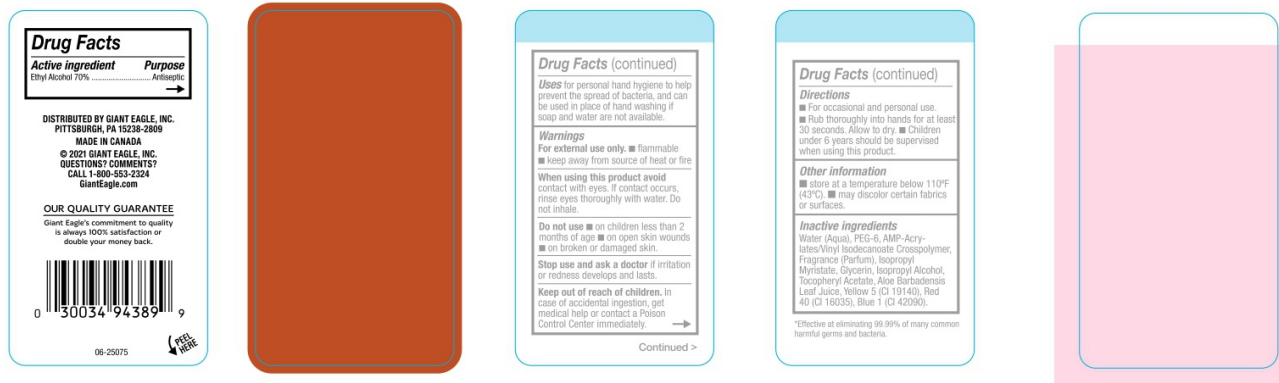 Drug Facts
Active ingredient Purpose
Ethyl Alcohol 70% ............................ Antiseptic
DISTRIBUTED BY GIANT EAGLE, INC.
PITTSBURGH, PA 15238-2809
MADE IN CANADA
© 2021 GIANT EAGLE, INC.
QUESTIONS? COMMENTS?
CALL 1-800-553-2324
GiantEagle.com
OUR QUALITY GUARANTEE
Giant Eagle's commitment to quality
is always 100% satisfaction or
double your money back.
0 30034 94389 9
06-25075
PEEL
HERE
Drug Facts (continued)
Uses for personal hand hygiene to help
prevent the spread of bacteria, and can
be used in place of hand washing if
soap and water are not available.
Warnings
For external use only. ■ flammable
■ keep away from source of heat or fire
When using this product avoid
contact with eyes. If contact occurs,
rinse eyes thoroughly with water. Do
not inhale.
Do not use ■ on children less than 2
months of age ■ on open skin wounds
■ on broken or damaged skin.
Stop use and ask a doctor if irritation
or redness develops and lasts.
Keep out of reach of children. In
case of accidental ingestion, get
medical help or contact a Poison
Control Center immediately.
Continued >
Drug Facts (continued)
Directions
■ For occasional and personal use.
■ Rub thoroughly into hands for at least
30 seconds. Allow to dry. ■ Children
under 6 years should be supervised
when using this product.
Other information
■ store at a temperature below 110ºF
(43ºC). ■ may discolor certain fabrics
or surfaces.
Inactive ingredients
Water (Aqua), PEG-6, AMP-Acry-
lates/Vinyl Isodecanoate Crosspolymer,
Fragrance (Parfum), Isopropyl
Myristate, Glycerin, Isopropyl Alcohol,
Tocopheryl Acetate, Aloe Barbadensis
Leaf Juice, Yellow 5 (CI 19140), Red
40 (CI 16035), Blue 1 (CI 42090).
*Effective at eliminating 99.99% of many common
harmful germs and bacteria.